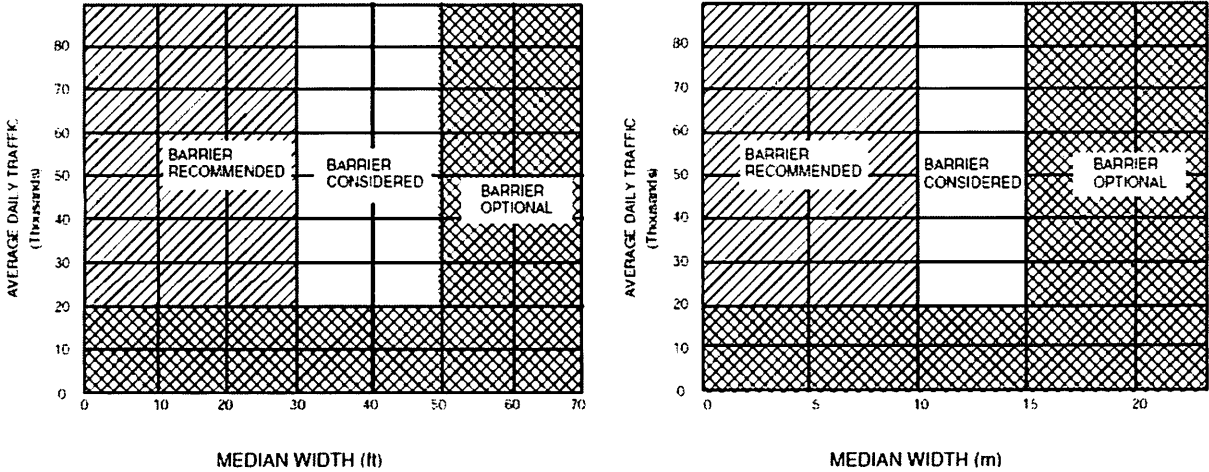 AVERAGE DAILY TRAFFIC
(Thousands)
80
70
60
50
40
30
20
10
0
BARRIER
RECOMMENDED
BARRIER
CONSIDERED
BARRIER
OPTIONAL
0 10 20 30 40 50 60 70
MEDIAN WIDTH (ft)
AVERAGE DAILY TRAFFIC
(Thousands)
80
70
60
50
40
30
20
10
0
BARRIER
RECOMMENDED
BARRIER
CONSIDERED
BARRIER
OPTIONAL
0 5 10 15 20
MEDIAN WIDTH (m)